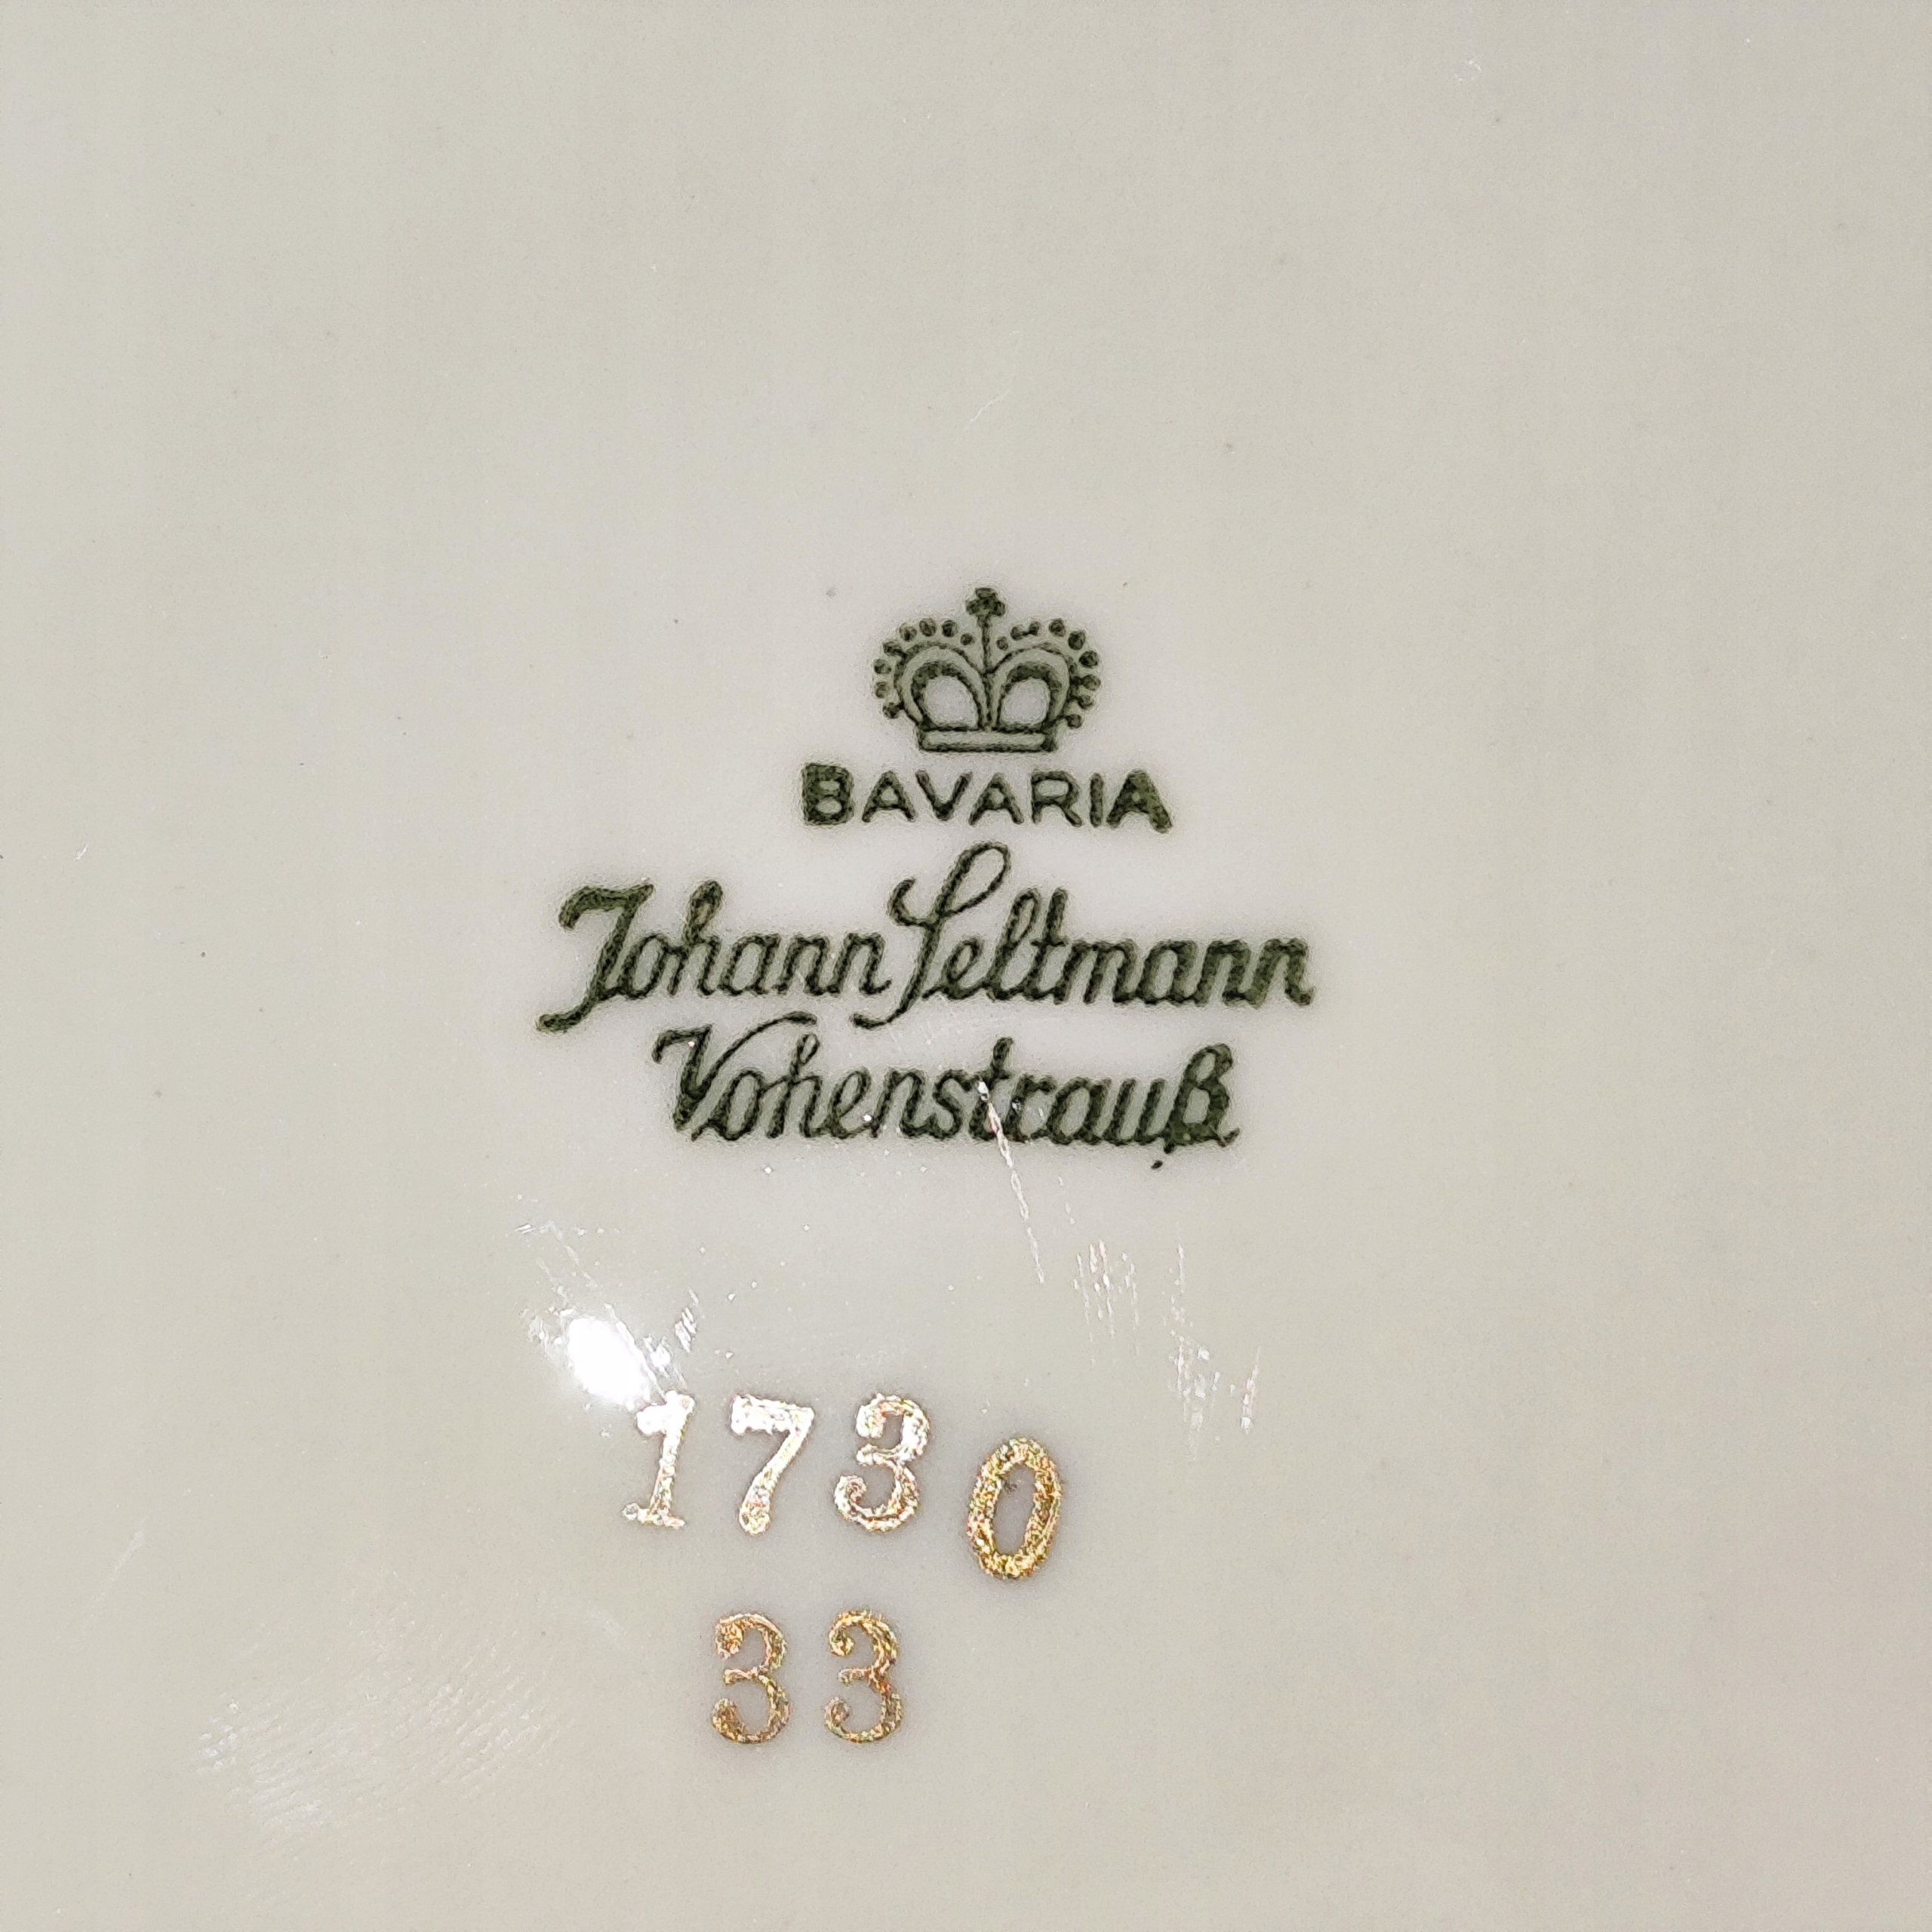 BAVARIA
Johann Seltmann
Vohenstrauß
1730
33